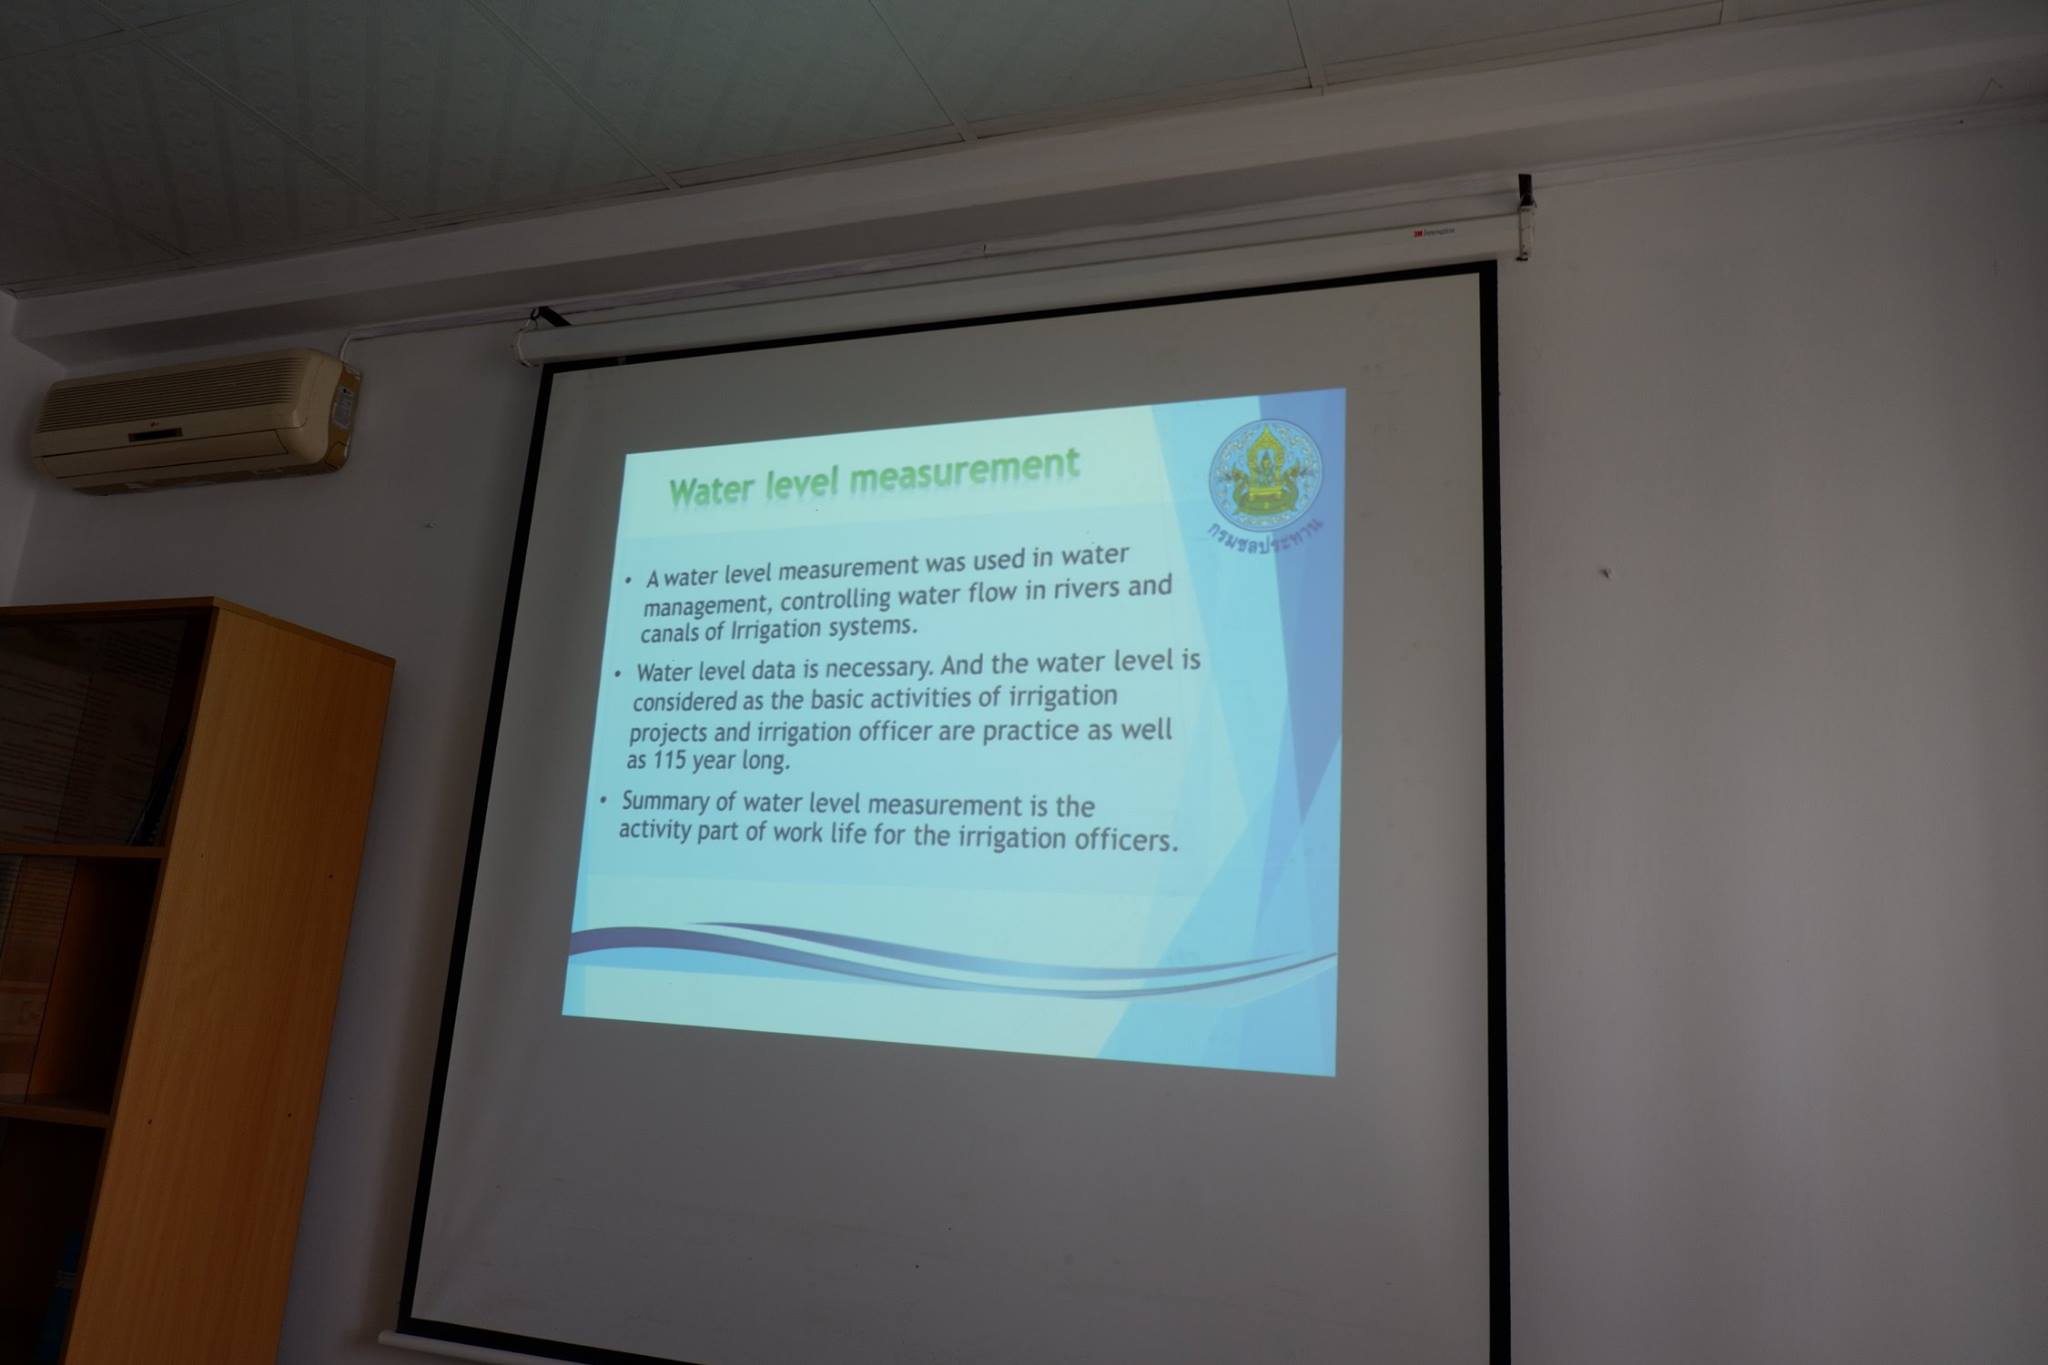 3M
Water level measurement
กรมชลประทาน
• A water level measurement was used in water
management, controlling water flow in rivers and
canals of Irrigation systems.
• Water level data is necessary. And the water level is
considered as the basic activities of irrigation
projects and irrigation officer are practice as well
as 115 year long.
• Summary of water level measurement is the
activity part of work life for the irrigation officers.